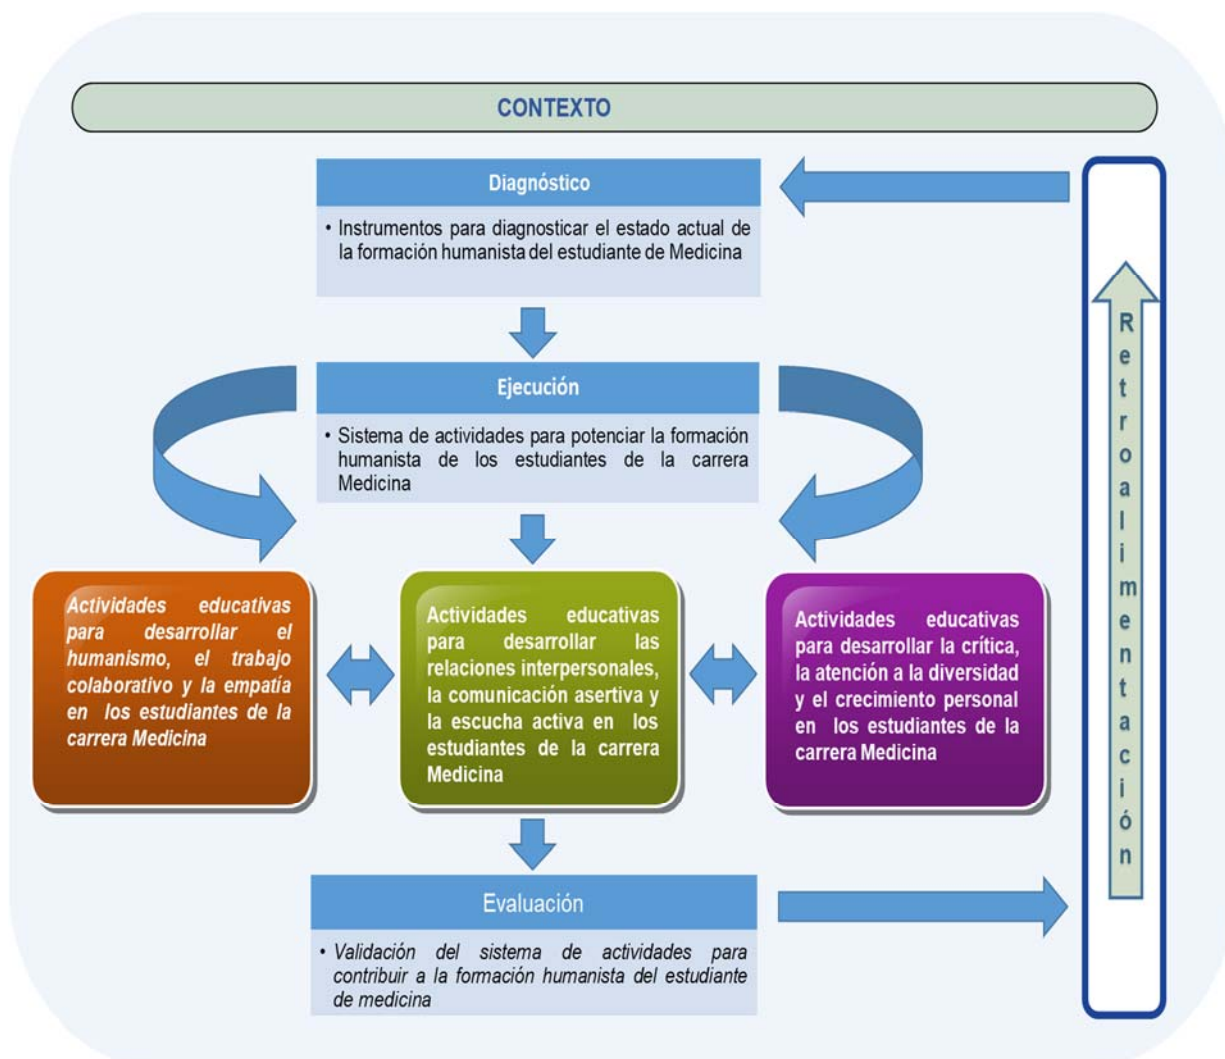 CONTEXTO
Diagnóstico
• Instrumentos para diagnosticar el estado actual de
la formación humanista del estudiante de Medicina
Ejecución
• Sistema de actividades para potenciar la formación
humanista de los estudiantes de la carrera
Medicina
Actividades educativas
para desarrollar el
humanismo, el trabajo
colaborativo y la empatía
en los estudiantes de la
carrera Medicina
Actividades educativas
para desarrollar las
relaciones interpersonales,
la comunicación asertiva y
la escucha activa en los
estudiantes de la carrera
Medicina
Actividades educativas
para desarrollar la crítica,
la atención a la diversidad
y el crecimiento personal
en los estudiantes de la
carrera Medicina
Evaluación
• Validación del sistema de actividades para
contribuir a la formación humanista del estudiante
de medicina
Retroalimentación